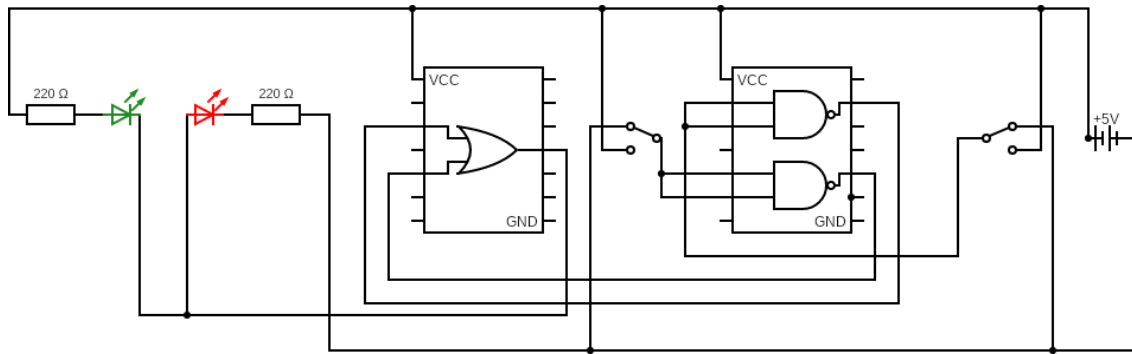 220 Ω
220 Ω
VCC
GND
VCC
GND
+5V